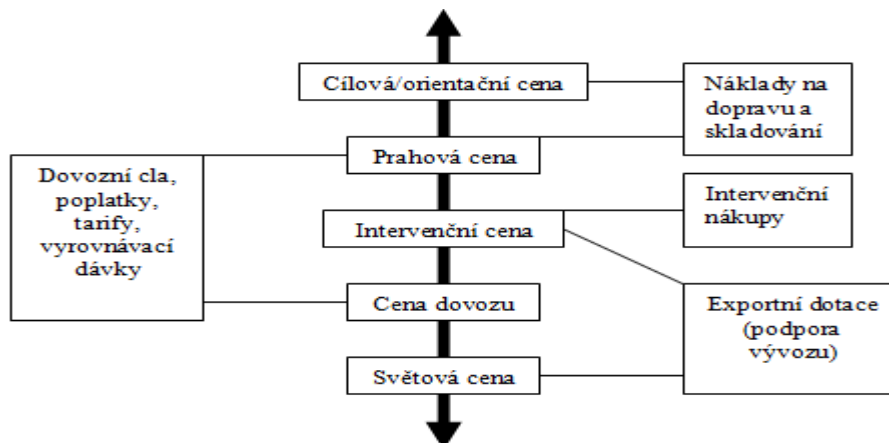 Cílová/orientační cena
Náklady na
dopravu a
skladování
Prahová cena
Dovozní cla,
poplatky,
tarify,
vyrovnávací
dávky
Intervenční
nákupy
Intervenční cena
Cena dovozu
Exportní dotace
(podpora
vývozu)
Světová cena